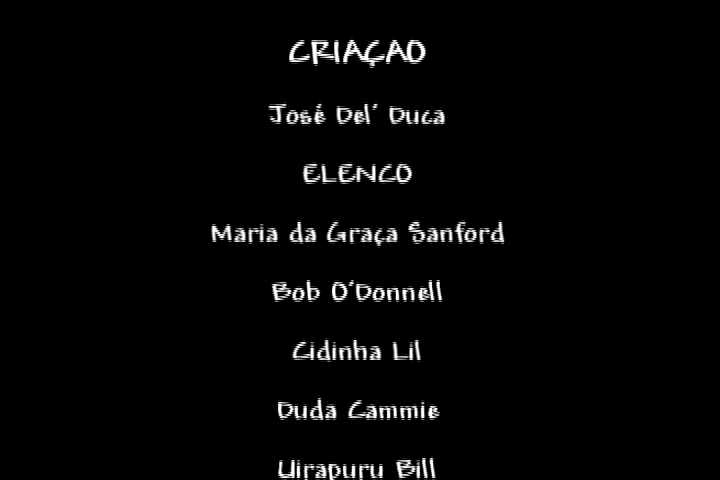 CRIAÇAO
José Del' Duca
ELENCO
Maria da Graça Sanford
Bob O'Donnell
Cidinha Lil
Duda Cammie
Uirapuru Bill